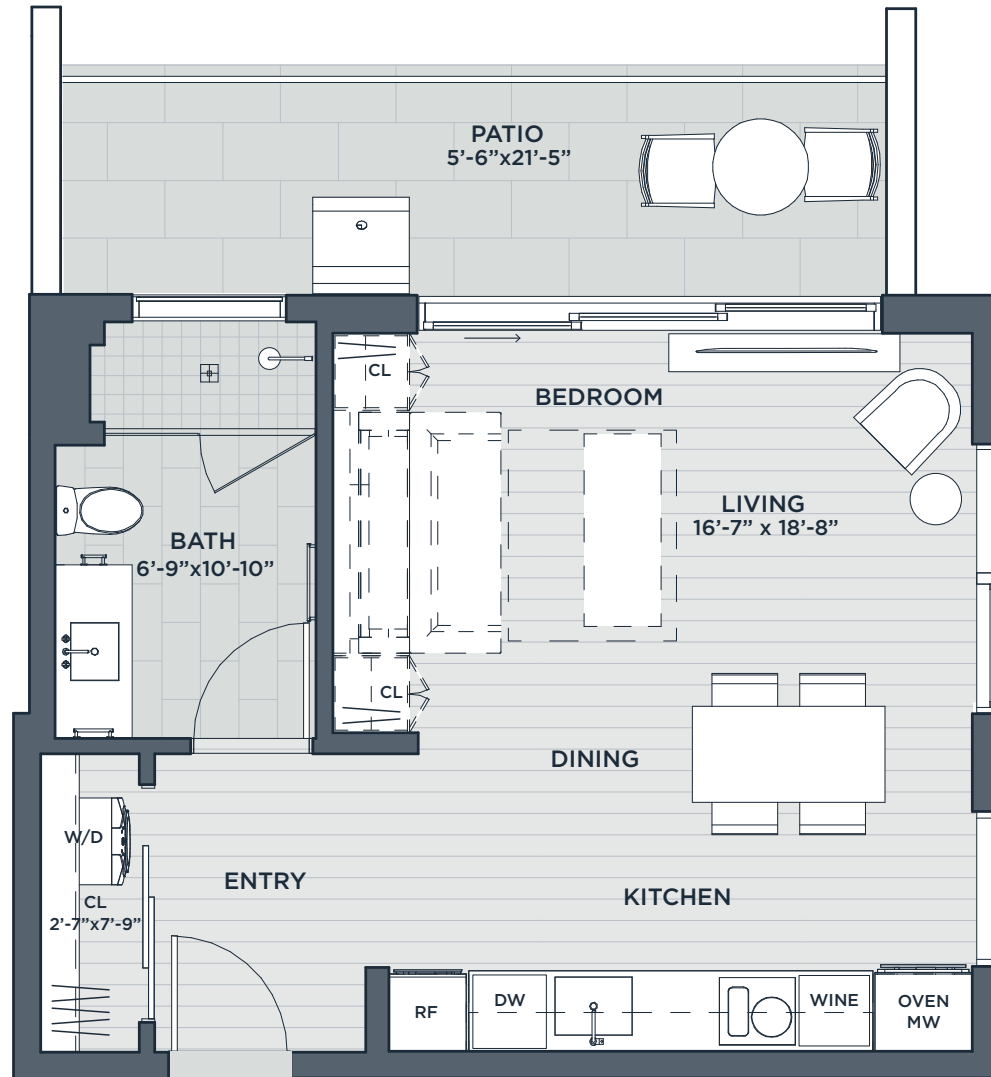 PATIO
5’-6”x21’-5”
CL
BEDROOM
LIVING
16’-7” x 18’-8”
BATH
6’-9”x10’-10”
CL
DINING
W/D
CL
2’-7”x7’-9”
ENTRY
KITCHEN
RF
DW
WINE
OVEN
MW